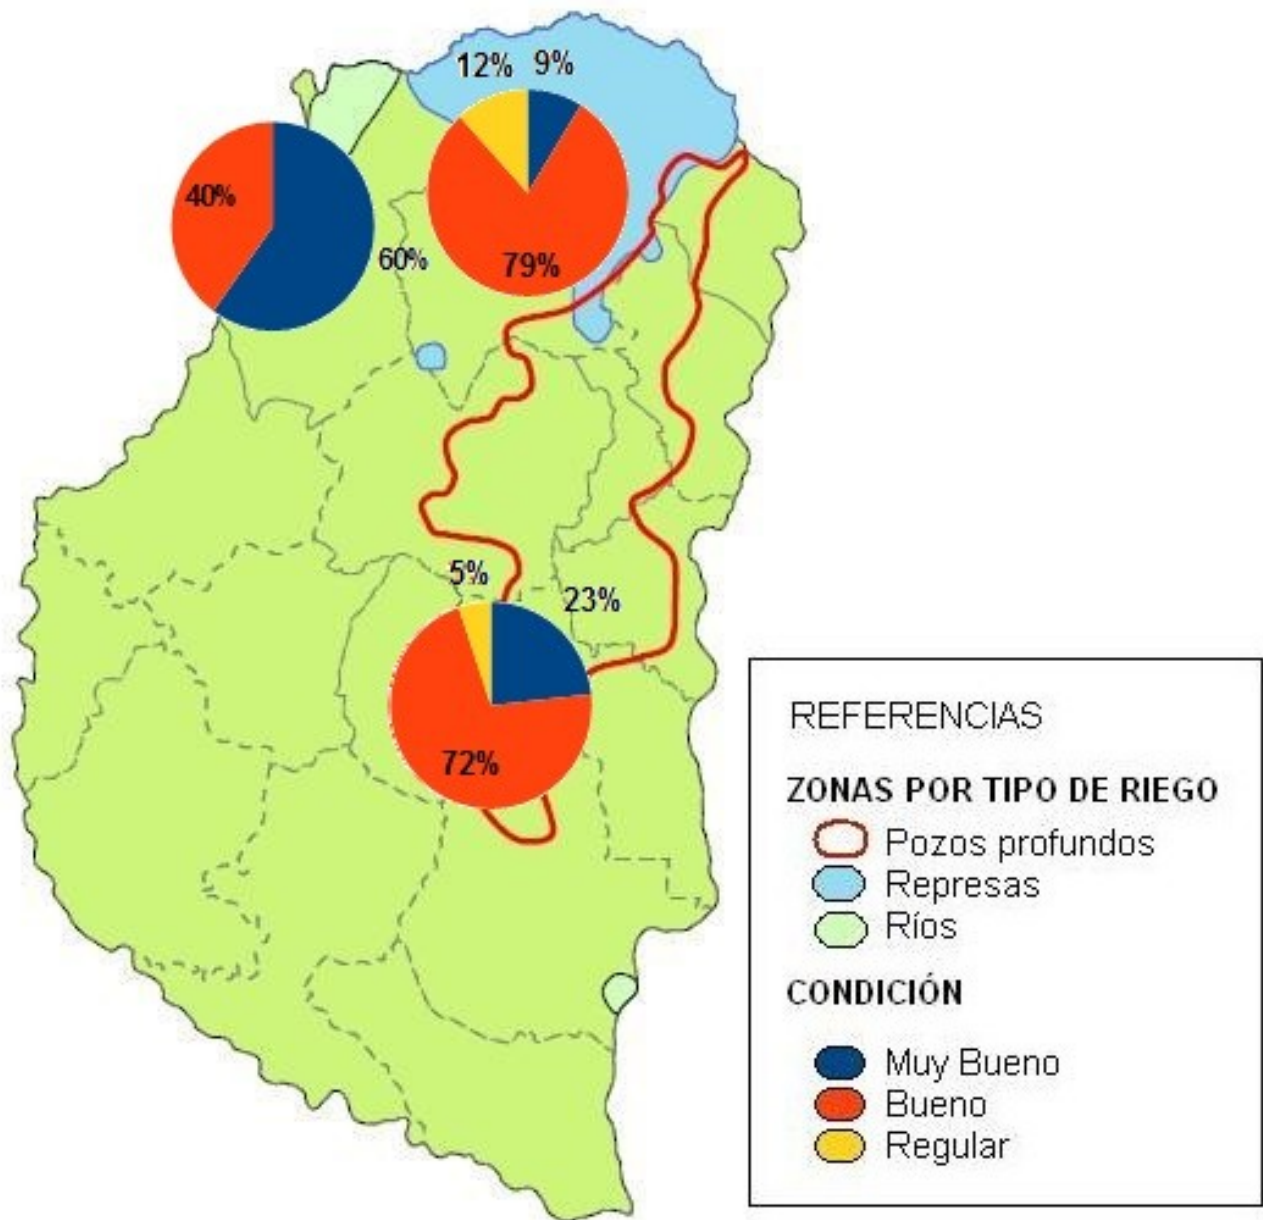 12% 9%
40%
60%
79%
5%
23%
72%
REFERENCIAS
ZONAS POR TIPO DE RIEGO
Pozos profundos
Represas
Ríos
CONDICIÓN
Muy Bueno
Bueno
Regular